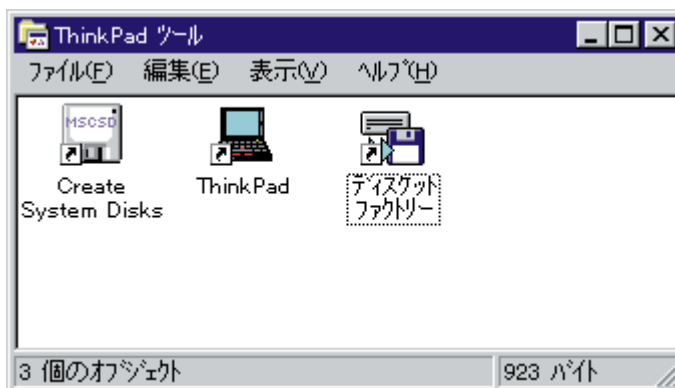 ThinkPad ツール
ファイル(F) 編集(E) 表示(V) ヘルプ(H)
MSCSD
Create
System Disks
ThinkPad
ディスケット
ファクトリー
3 個のオブジェクト
923 バイト